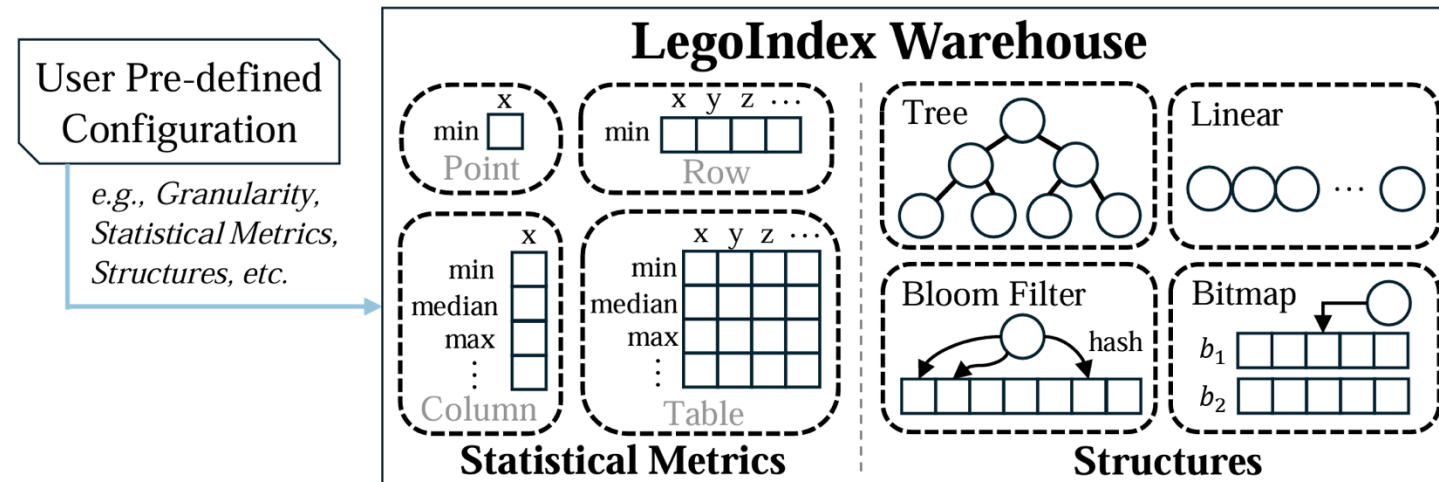 User Pre-defined
Configuration
e.g., Granularity,
Statistical Metrics,
Structures, etc.
LegoIndex Warehouse
x
min
Point
x y z ...
min
Row
x
min
median
max
⋮
Column
x y z ...
min
median
max
⋮
Table
Statistical Metrics
Tree
Linear
...
Bloom Filter
hash
Bitmap
b₁
b₂
Structures